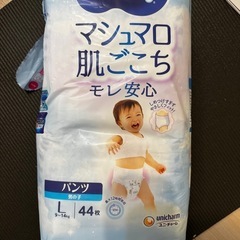 マシュマロ
肌ごこち
モレ安心
パンツ
男の子
L
9~14kg
44枚
unicharm
ユニ・チャーム